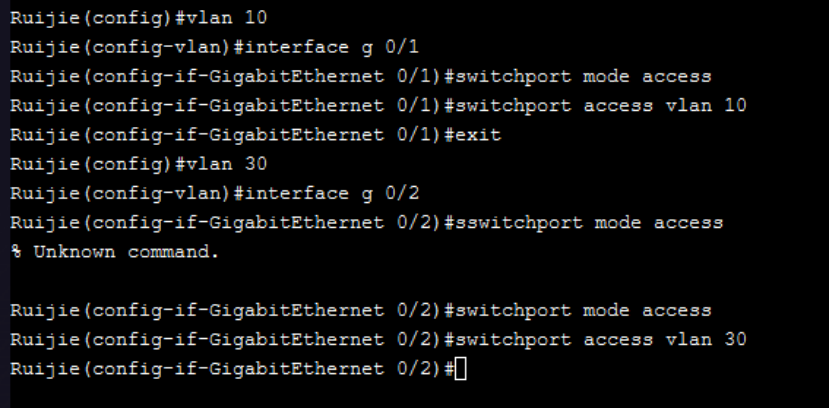 Ruijie(config)#vlan 10
Ruijie(config-vlan)#interface g 0/1
Ruijie(config-if-GigabitEthernet 0/1)#switchport mode access
Ruijie(config-if-GigabitEthernet 0/1)#switchport access vlan 10
Ruijie(config-if-GigabitEthernet 0/1)#exit
Ruijie(config)#vlan 30
Ruijie(config-vlan)#interface g 0/2
Ruijie(config-if-GigabitEthernet 0/2)#sswitchport mode access
% Unknown command.
Ruijie(config-if-GigabitEthernet 0/2)#switchport mode access
Ruijie(config-if-GigabitEthernet 0/2)#switchport access vlan 30
Ruijie(config-if-GigabitEthernet 0/2)#